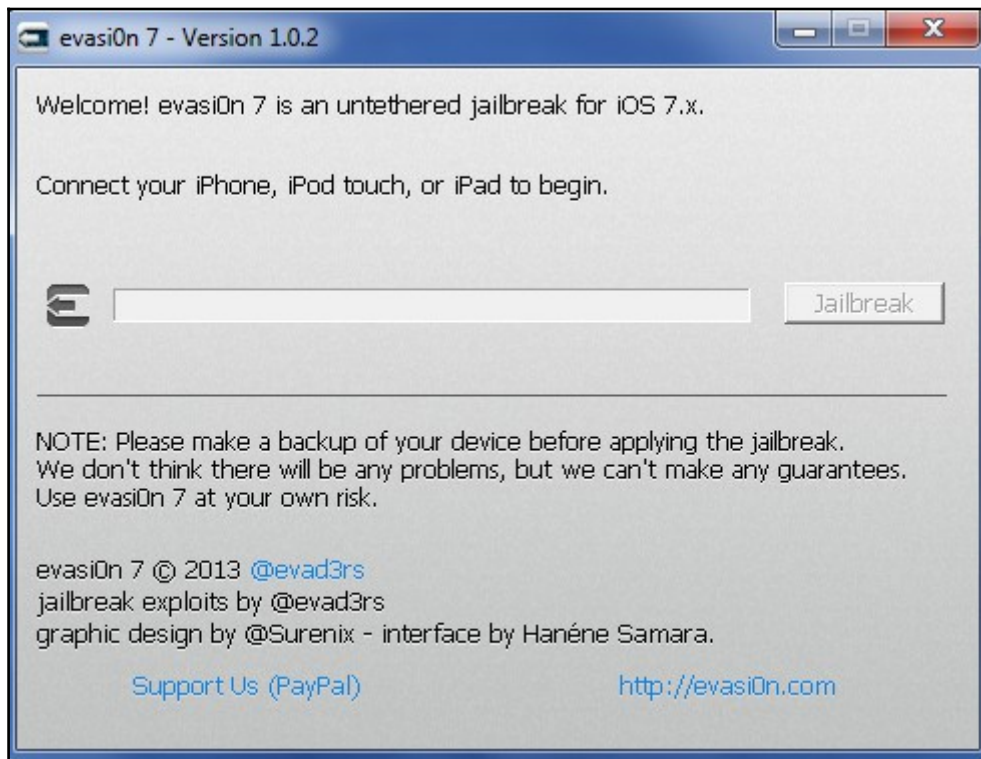 evasi0n 7 - Version 1.0.2
Welcome! evasi0n 7 is an untethered jailbreak for iOS 7.x.
Connect your iPhone, iPod touch, or iPad to begin.
Jailbreak
NOTE: Please make a backup of your device before applying the jailbreak.
We don't think there will be any problems, but we can't make any guarantees.
Use evasi0n 7 at your own risk.
evasi0n 7 © 2013 @evad3rs
jailbreak exploits by @evad3rs
graphic design by @Surenix - interface by Hanéne Samara.
Support Us (PayPal) http://evasi0n.com